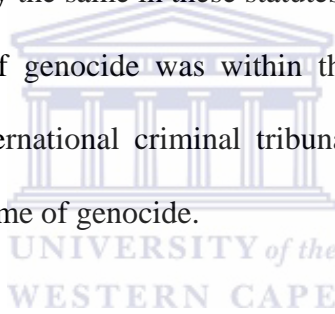 y the same in these statutes
f genocide was within th
ernational criminal tribuna
me of genocide.
UNIVERSITY of the
WESTERN CAPE